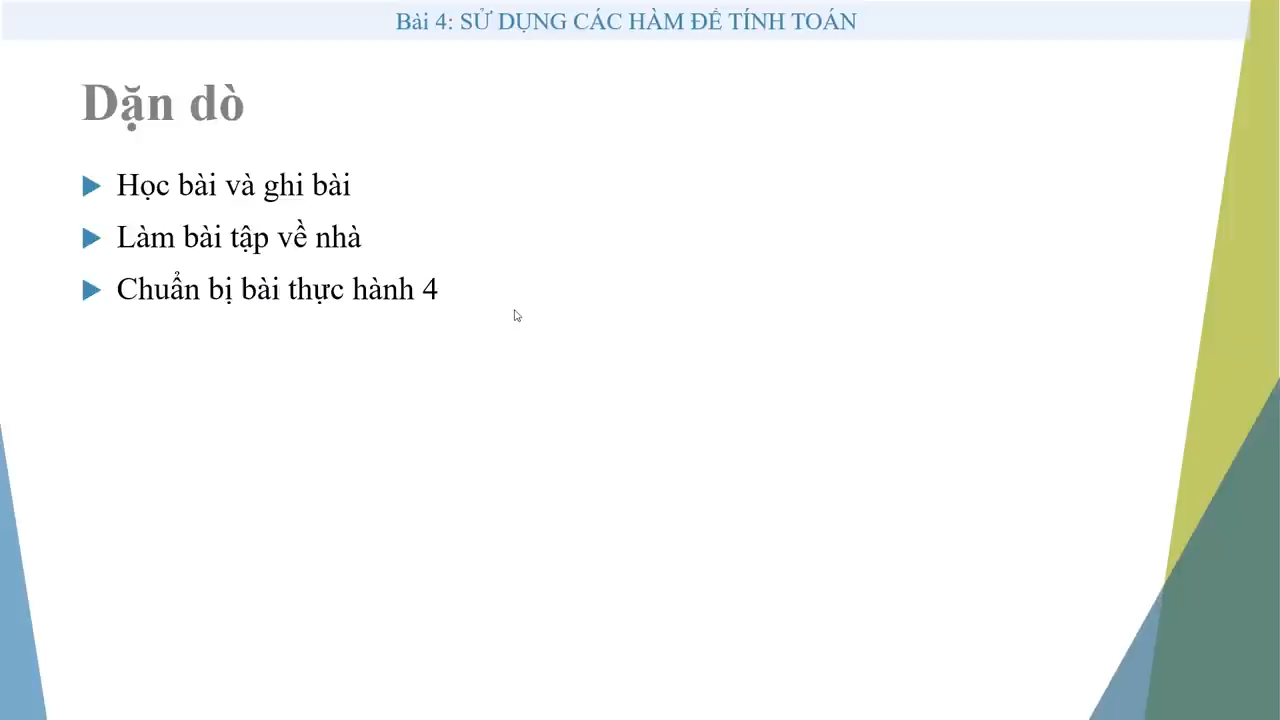 Bài 4: SỬ DỤNG CÁC HÀM ĐỂ TÍNH TOÁN
Dặn dò
Học bài và ghi bài
Làm bài tập về nhà
Chuẩn bị bài thực hành 4